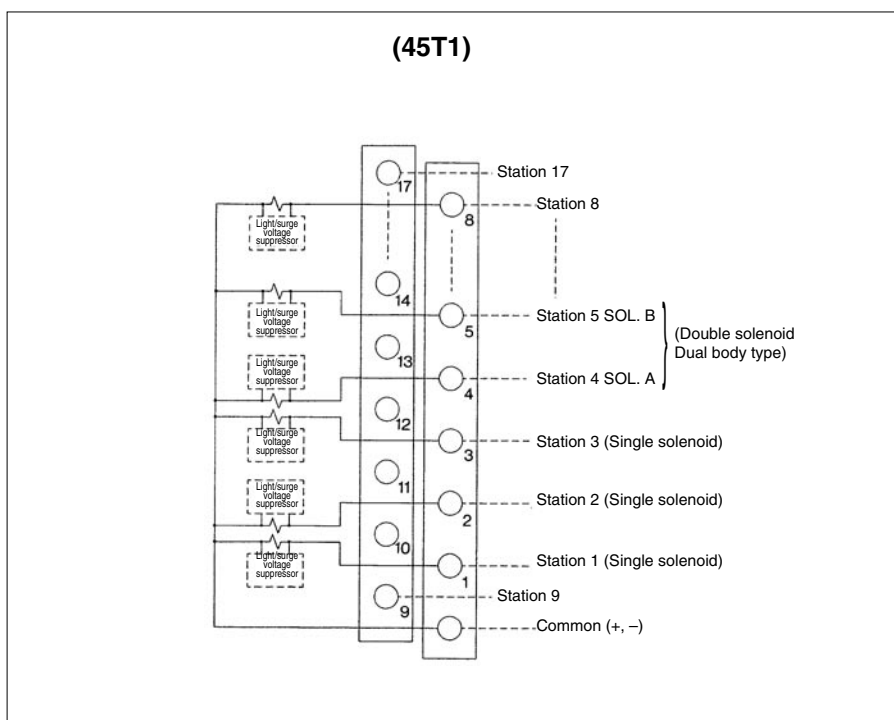 (45T1)
17
Station 17
8
Station 8
Light/surge
voltage
suppressor
14
5
Station 5 SOL. B
Light/surge
voltage
suppressor
(Double solenoid
Dual body type)
13
4
Station 4 SOL. A
Light/surge
voltage
suppressor
12
3
Station 3 (Single solenoid)
Light/surge
voltage
suppressor
11
2
Station 2 (Single solenoid)
Light/surge
voltage
suppressor
10
1
Station 1 (Single solenoid)
Light/surge
voltage
suppressor
9
Station 9
Common (+, –)